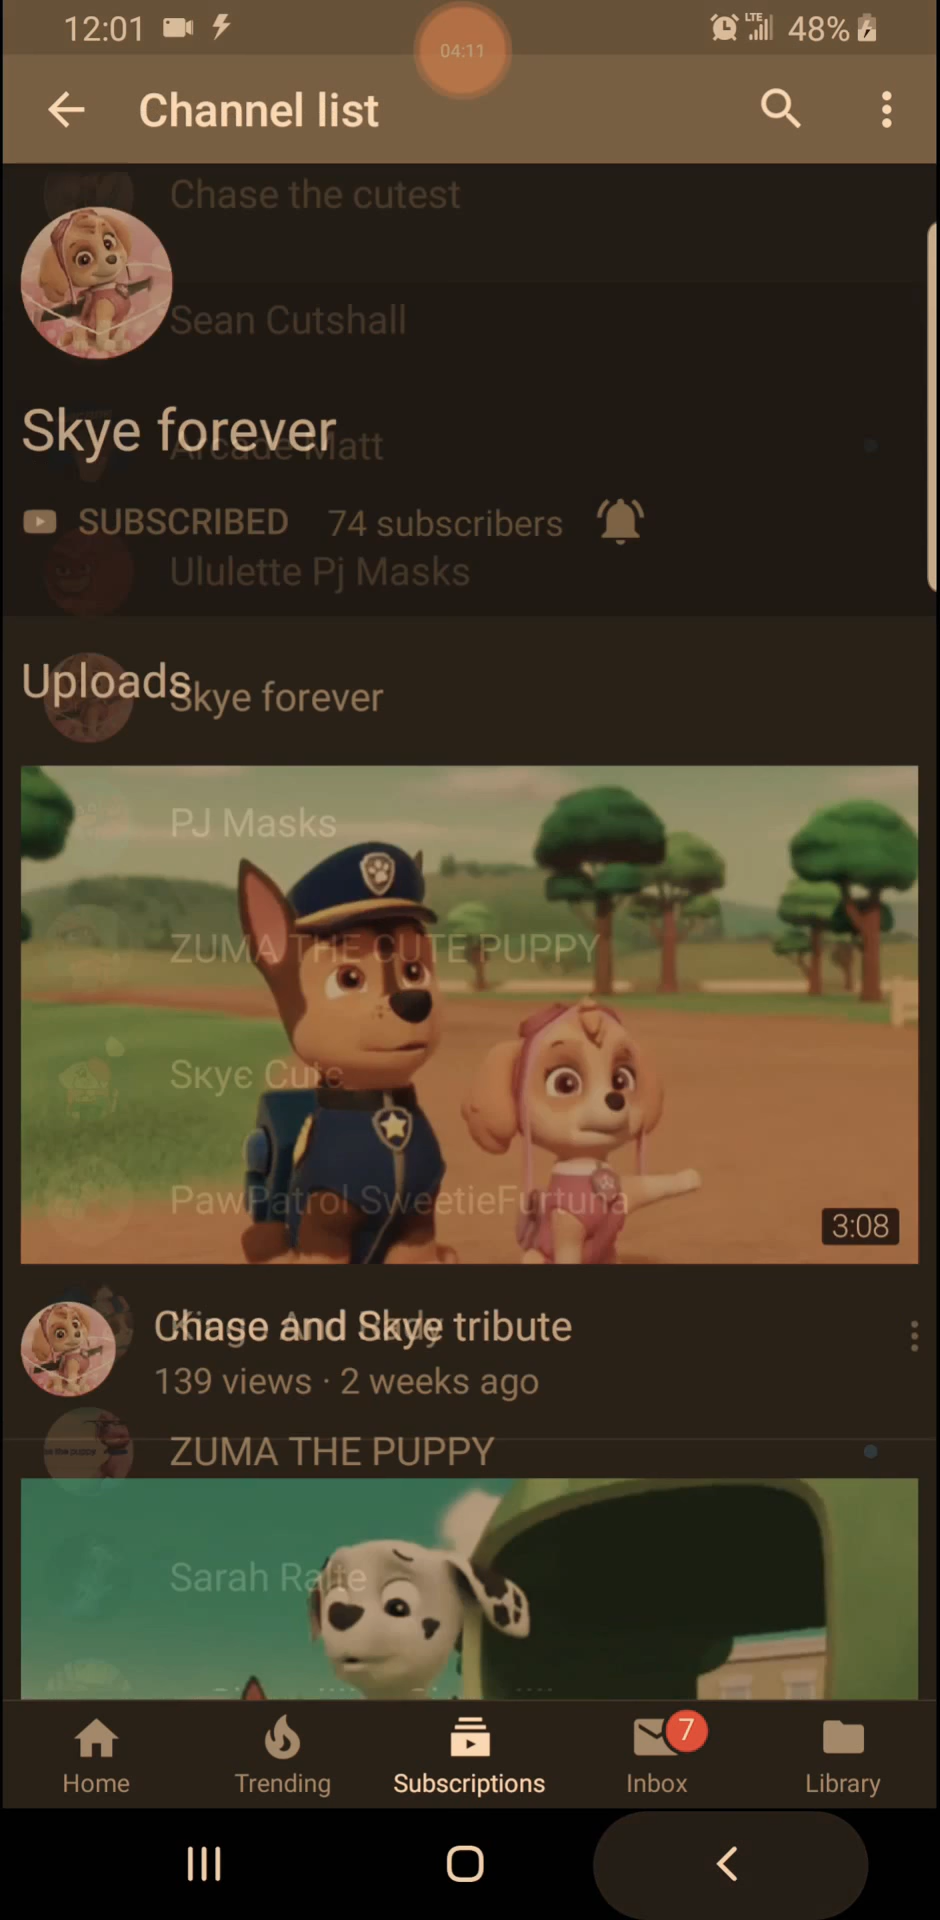 12:01
04:11
LTE
48%
Channel list
Chase the cutest
Sean Cutshall
Skye forever
Arcade Matt
SUBSCRIBED 74 subscribers
Ululette Pj Masks
Uploads
Skye forever
PJ Masks
ZUMA THE CUTE PUPPY
Skye Cute
PawPatrol SweetieFurtuna
3:08
Chase and Skye tribute
139 views · 2 weeks ago
ZUMA THE PUPPY
Sarah Ralte
Home
Trending
Subscriptions
7
Inbox
Library